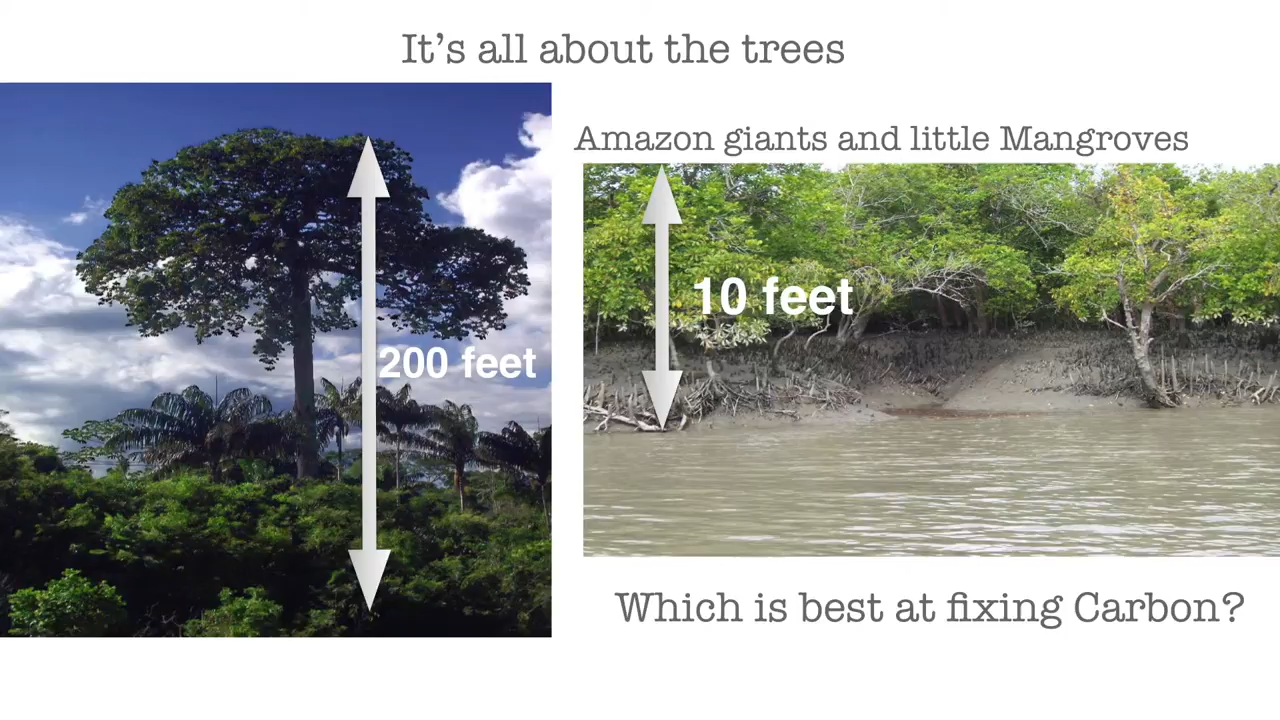 It's all about the trees
Amazon giants and little Mangroves
200 feet
10 feet
Which is best at fixing Carbon?